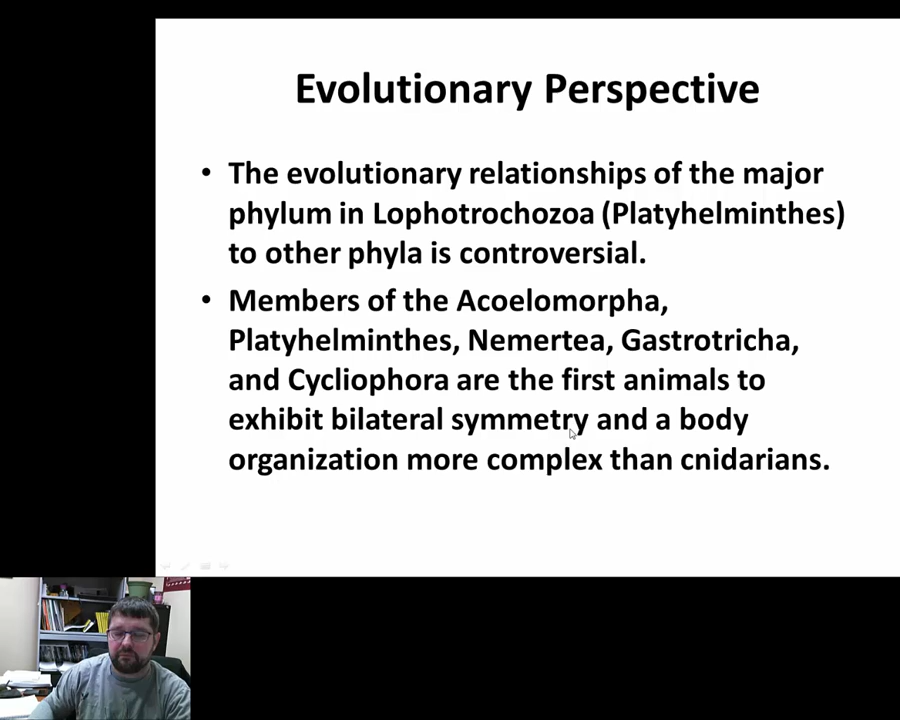 Evolutionary Perspective
• The evolutionary relationships of the major
phylum in Lophotrochozoa (Platyhelminthes)
to other phyla is controversial.
• Members of the Acoelomorpha,
Platyhelminthes, Nemertea, Gastrotricha,
and Cycliophora are the first animals to
exhibit bilateral symmetry and a body
organization more complex than cnidarians.